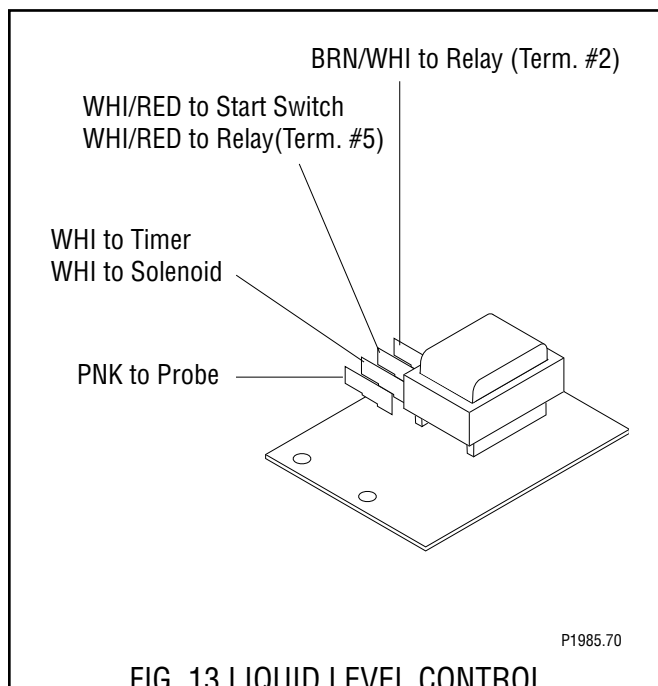 BRN/WHI to Relay (Term. #2)
WHI/RED to Start Switch
WHI/RED to Relay(Term. #5)
WHI to Timer
WHI to Solenoid
PNK to Probe
P1985.70
FIG. 13 LIQUID LEVEL CONTROL